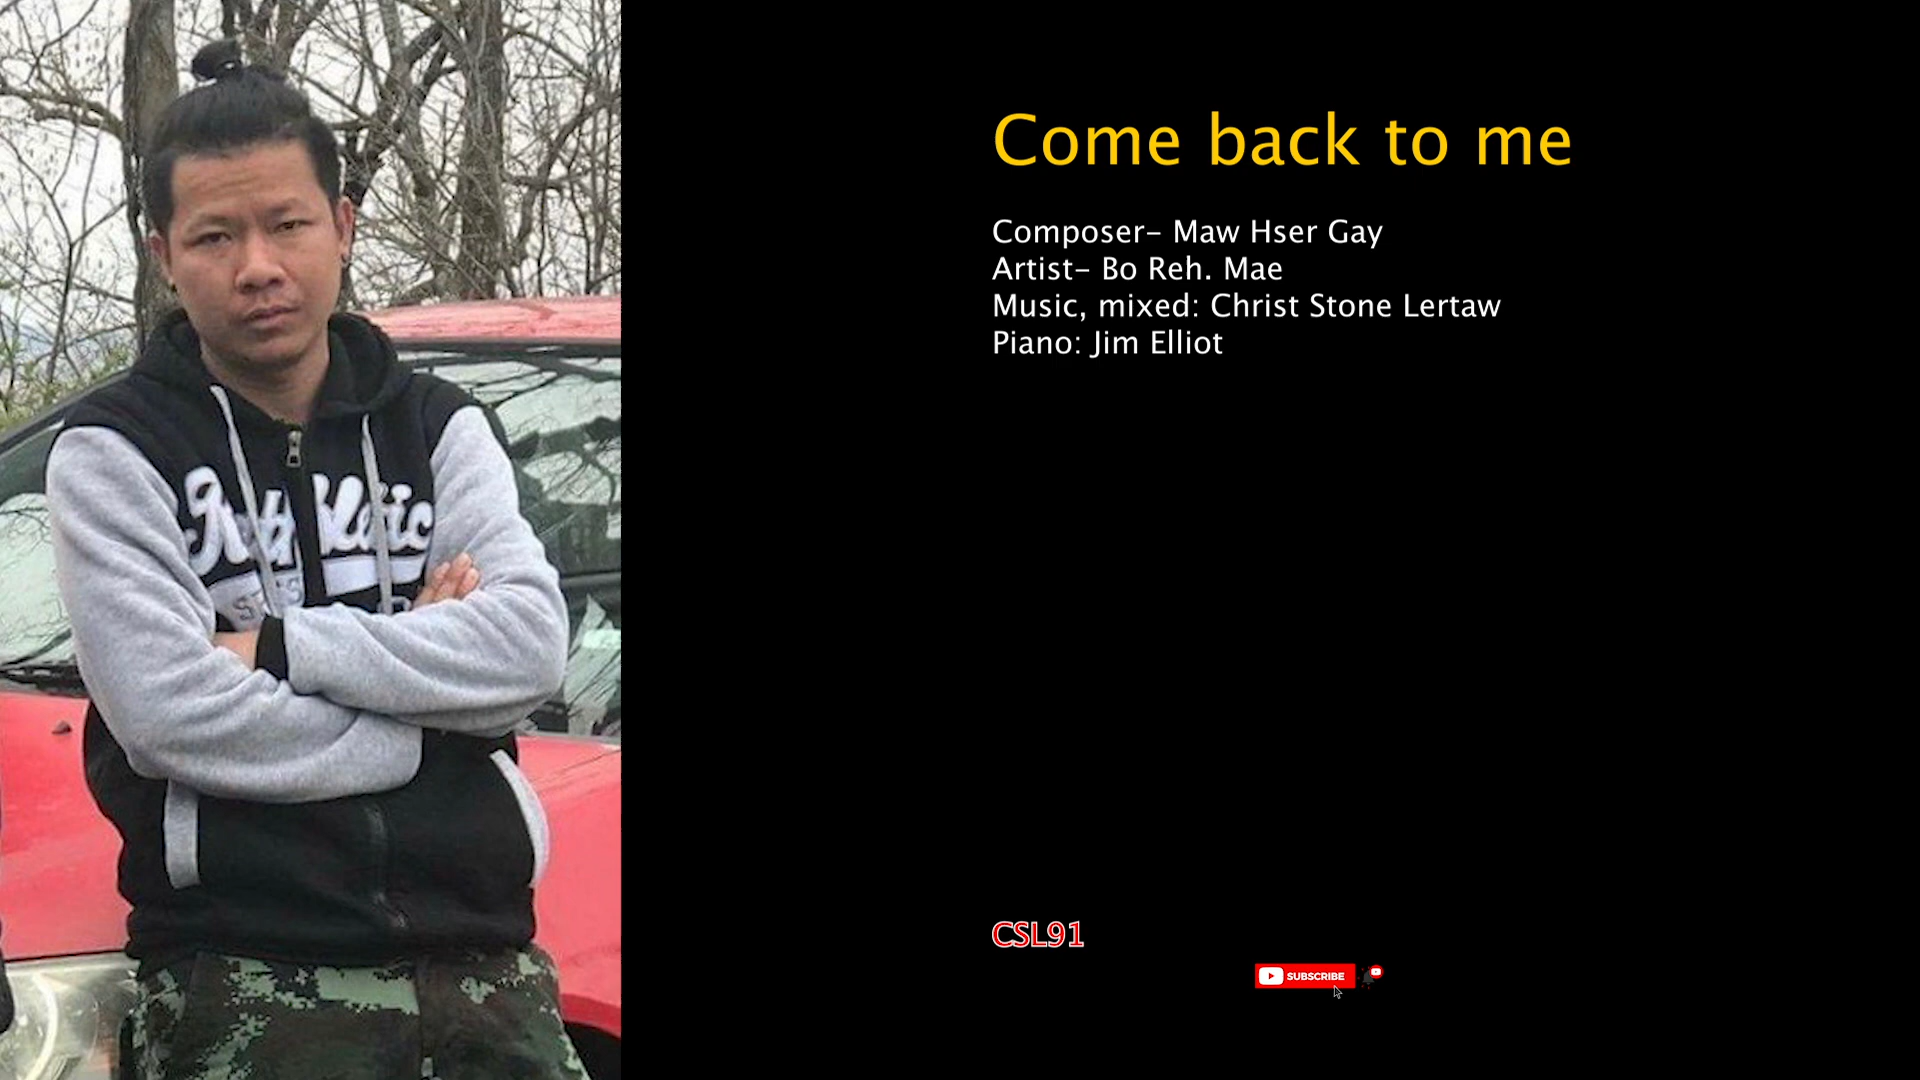 Come back to me
Composer– Maw Hser Gay
Artist– Bo Reh. Mae
Music, mixed: Christ Stone Lertaw
Piano: Jim Elliot
Athletic
CSL91
SUBSCRIBE